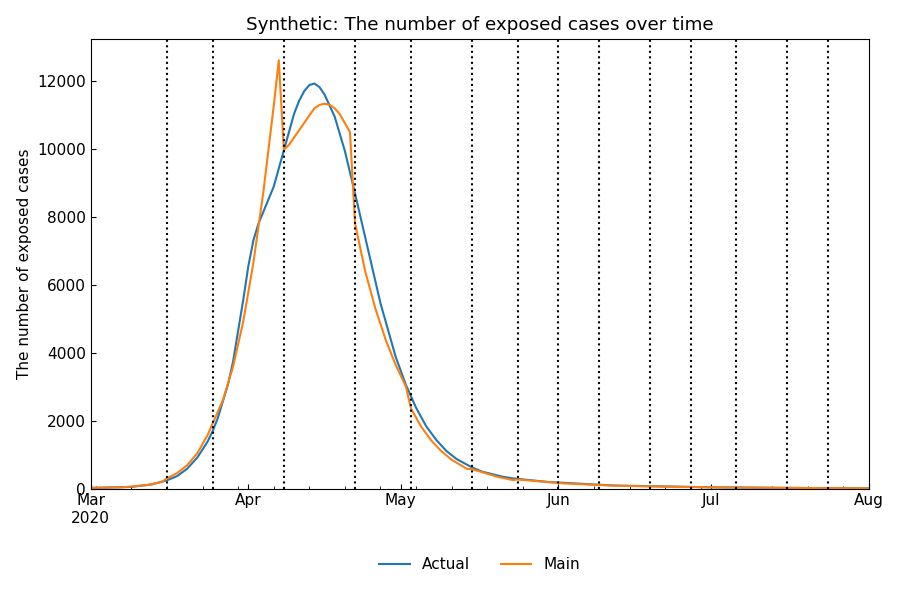 Synthetic: The number of exposed cases over time
The number of exposed cases
12000
10000
8000
6000
4000
2000
0
Mar
2020
Apr
May
Jun
Jul
Aug
Actual
Main